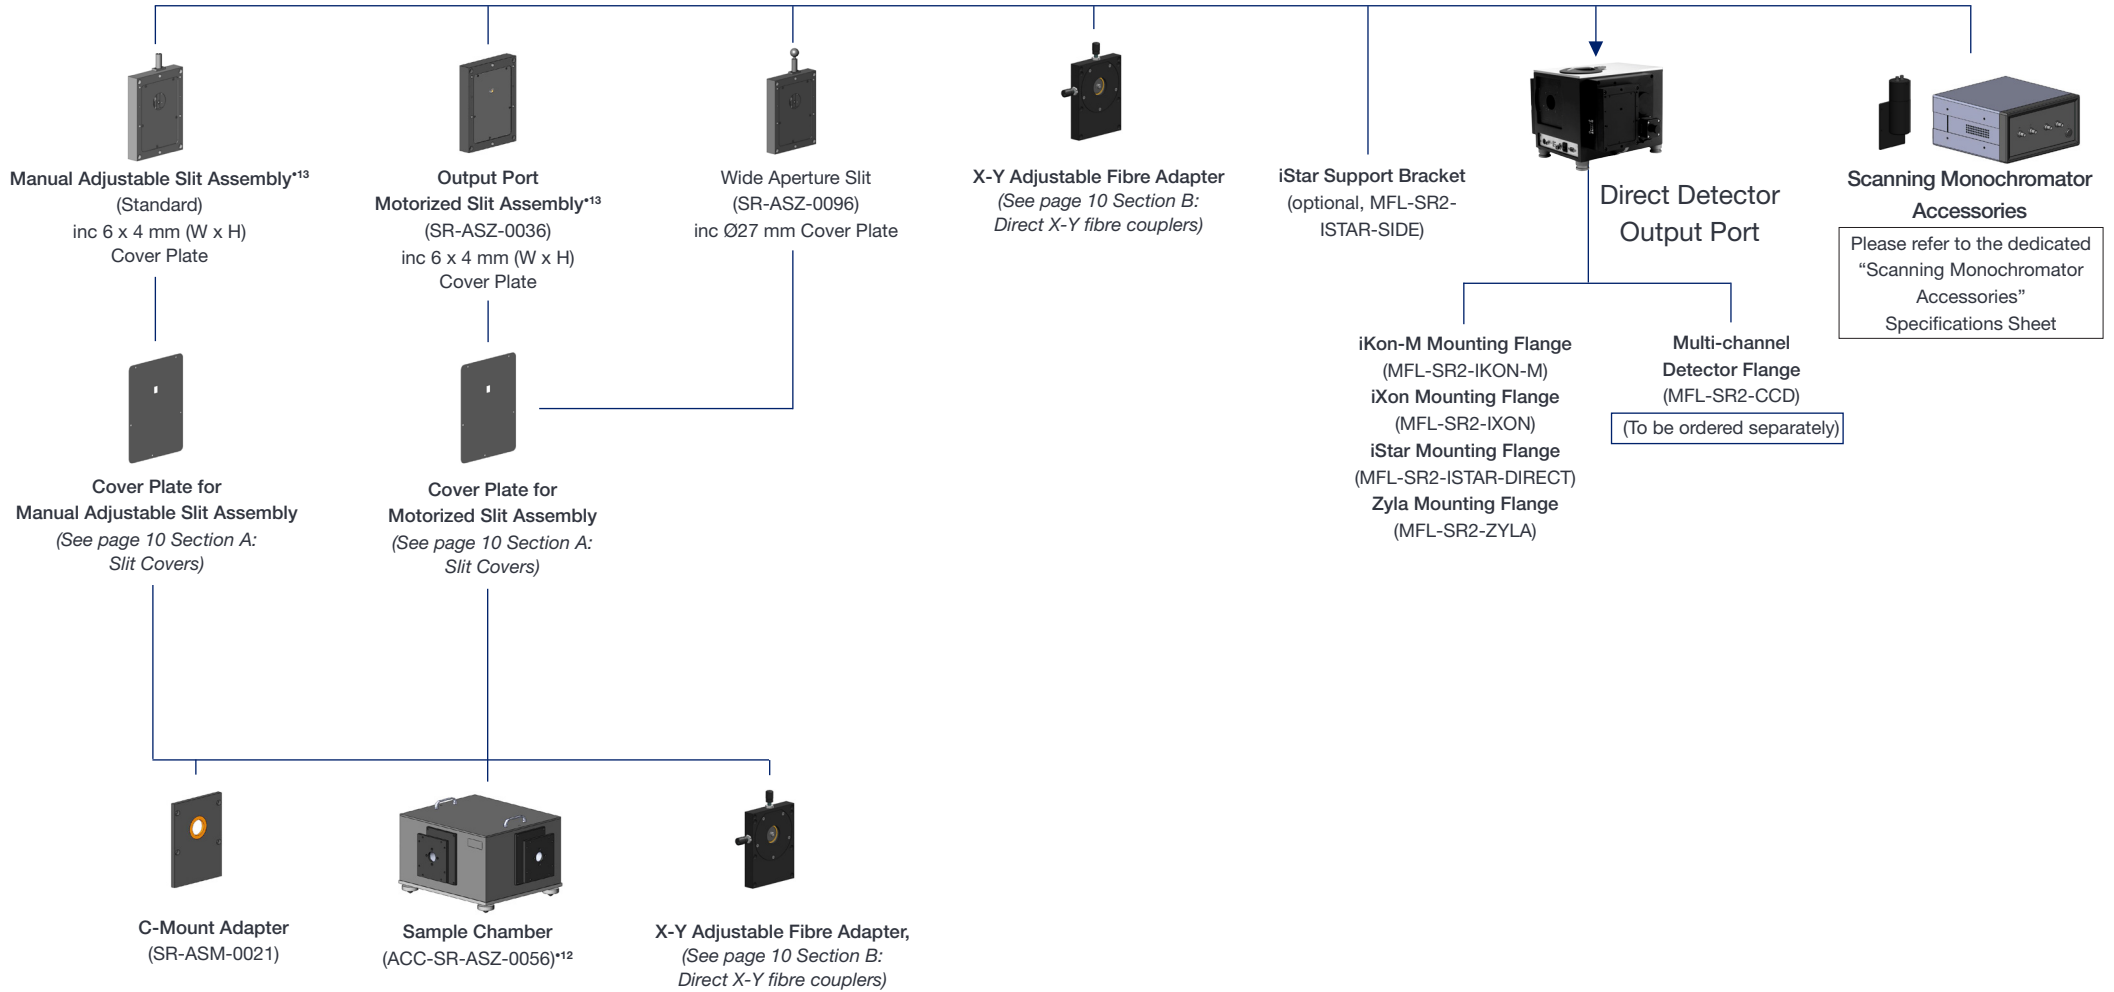 Manual Adjustable Slit Assembly•13
(Standard)
inc 6 x 4 mm (W x H)
Cover Plate
Output Port
Motorized Slit Assembly•13
(SR-ASZ-0036)
inc 6 x 4 mm (W x H)
Cover Plate
Wide Aperture Slit
(SR-ASZ-0096)
inc Ø27 mm Cover Plate
X-Y Adjustable Fibre Adapter
(See page 10 Section B:
Direct X-Y fibre couplers)
iStar Support Bracket
(optional, MFL-SR2-
ISTAR-SIDE)
Direct Detector
Output Port
Scanning Monochromator
Accessories
Please refer to the dedicated
“Scanning Monochromator
Accessories”
Specifications Sheet
iKon-M Mounting Flange
(MFL-SR2-IKON-M)
iXon Mounting Flange
(MFL-SR2-IXON)
iStar Mounting Flange
(MFL-SR2-ISTAR-DIRECT)
Zyla Mounting Flange
(MFL-SR2-ZYLA)
Multi-channel
Detector Flange
(MFL-SR2-CCD)
(To be ordered separately)
Cover Plate for
Manual Adjustable Slit Assembly
(See page 10 Section A:
Slit Covers)
Cover Plate for
Motorized Slit Assembly
(See page 10 Section A:
Slit Covers)
C-Mount Adapter
(SR-ASM-0021)
Sample Chamber
(ACC-SR-ASZ-0056)•12
X-Y Adjustable Fibre Adapter,
(See page 10 Section B:
Direct X-Y fibre couplers)